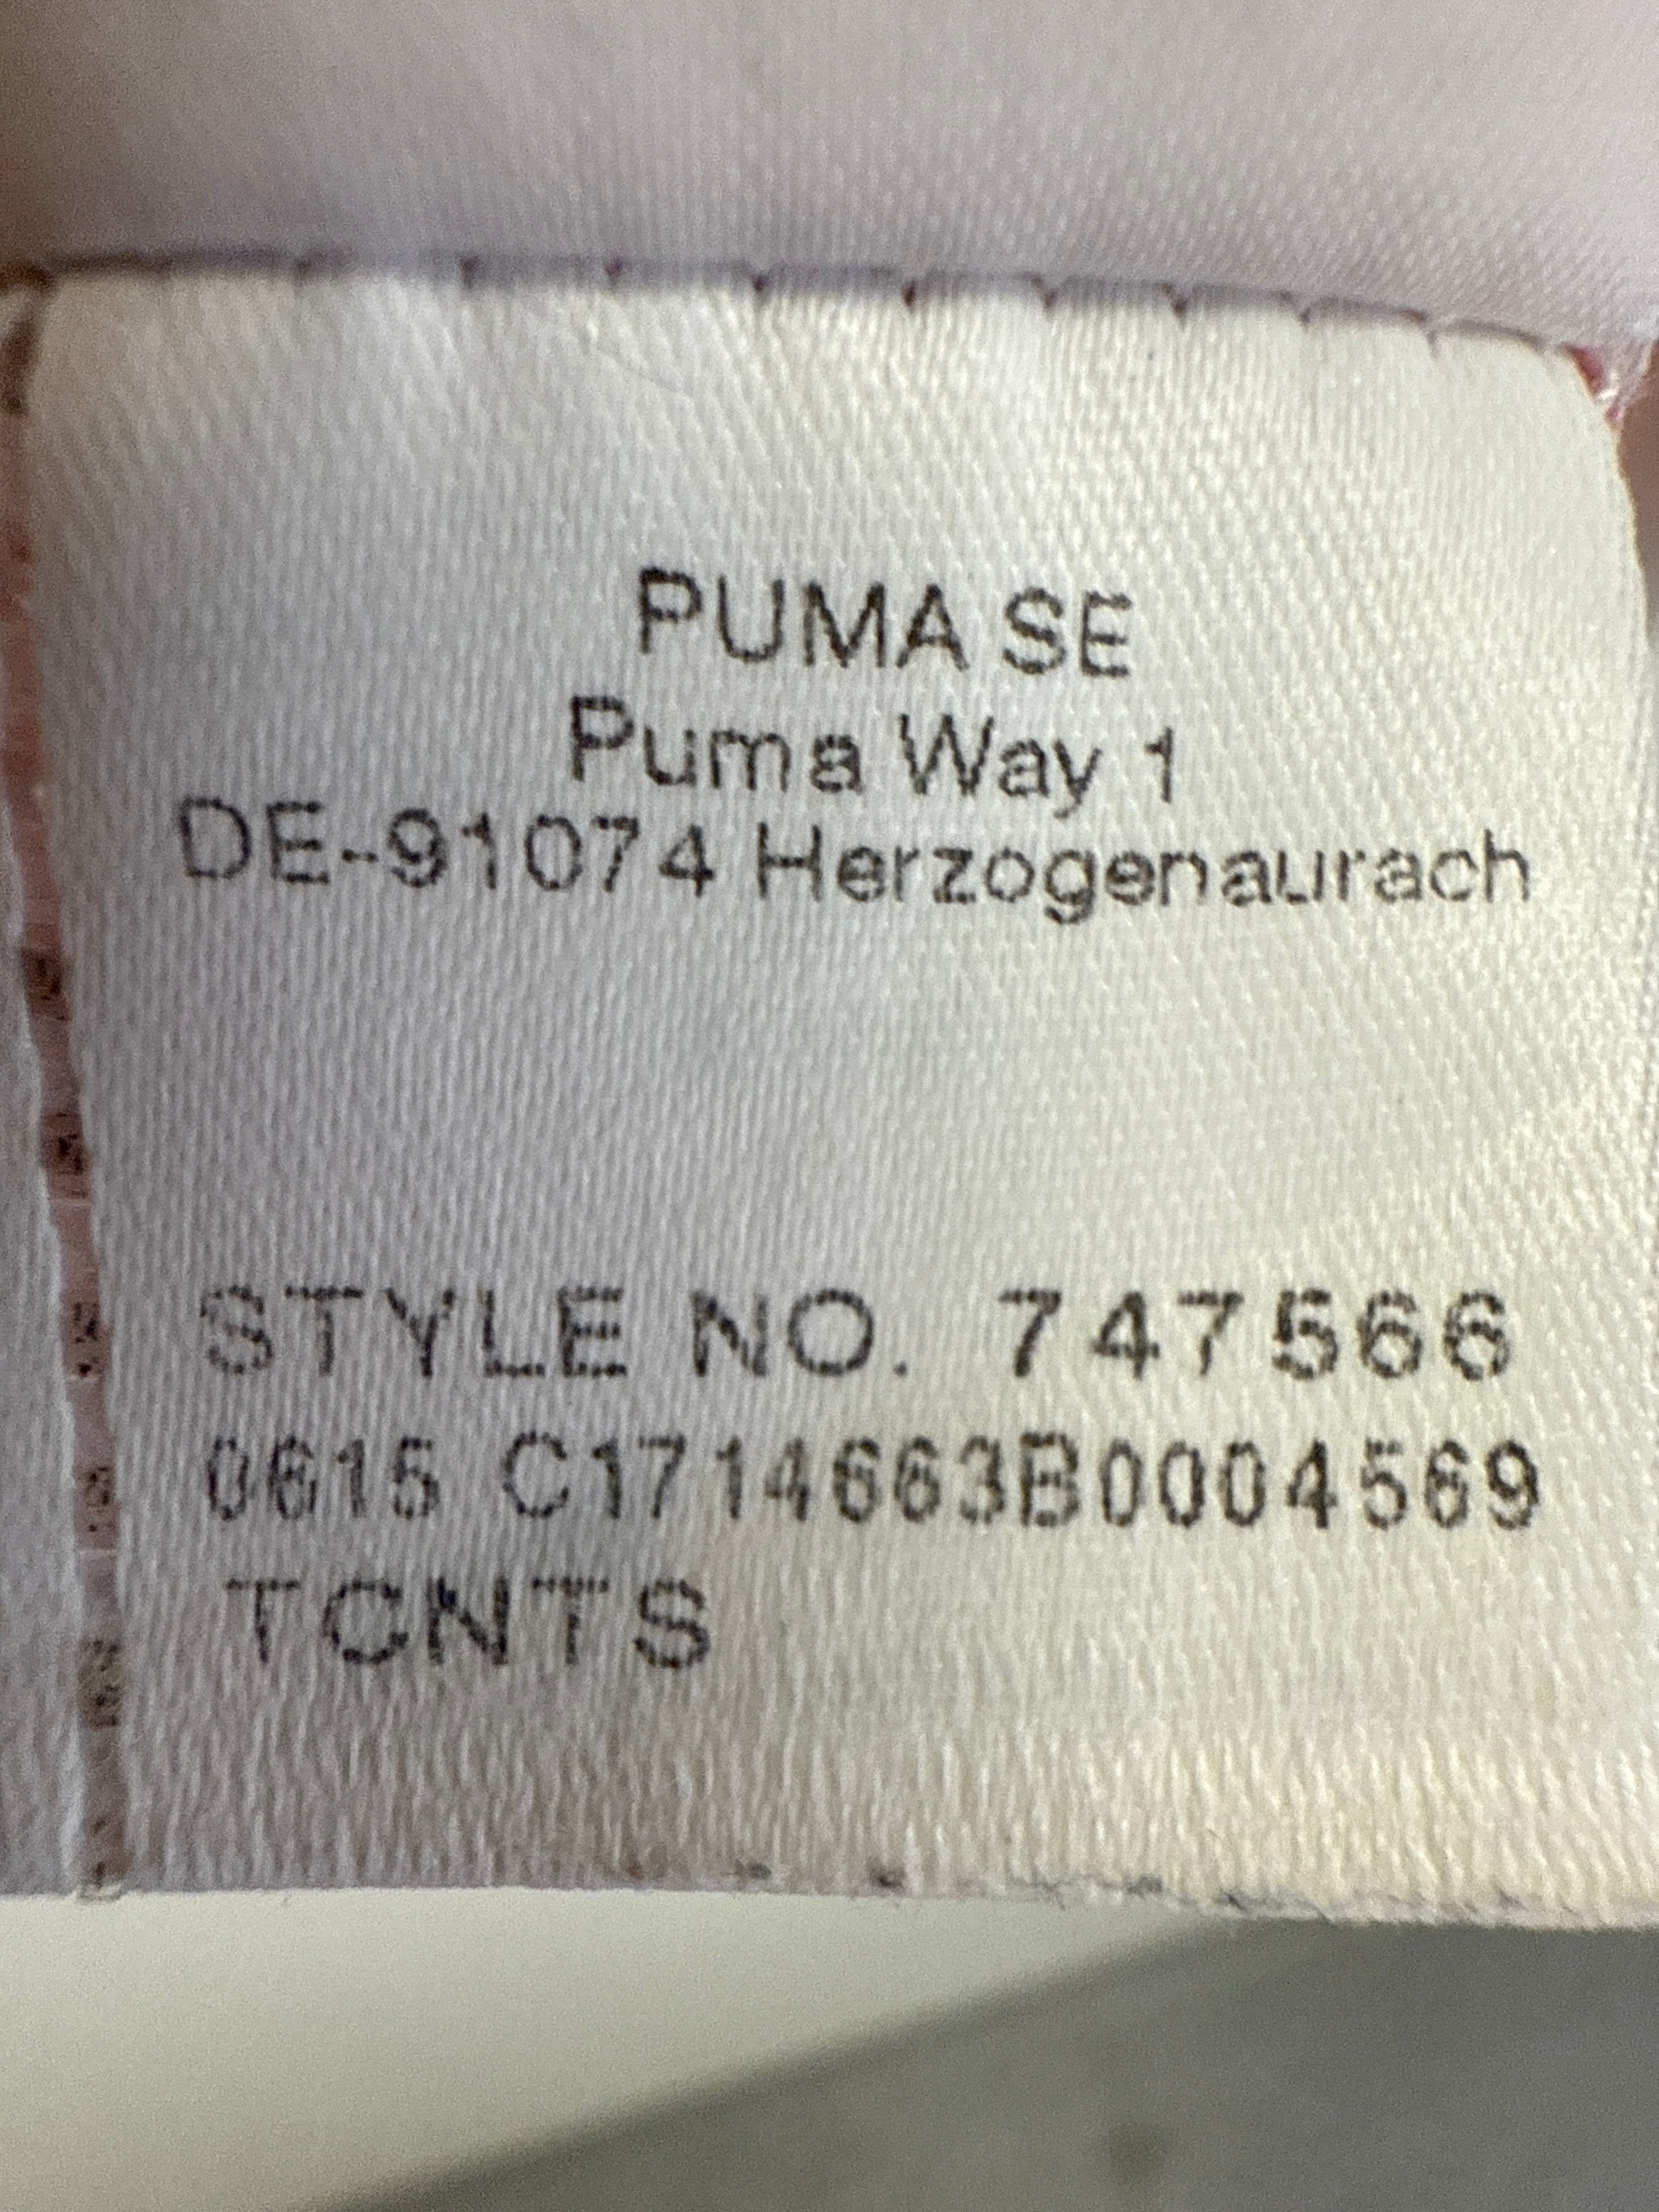 PUMA SE
Puma Way 1
DE-91074 Herzogenaurach
STYLE NO. 747566
0615 C1714663B0004569
TCNTS